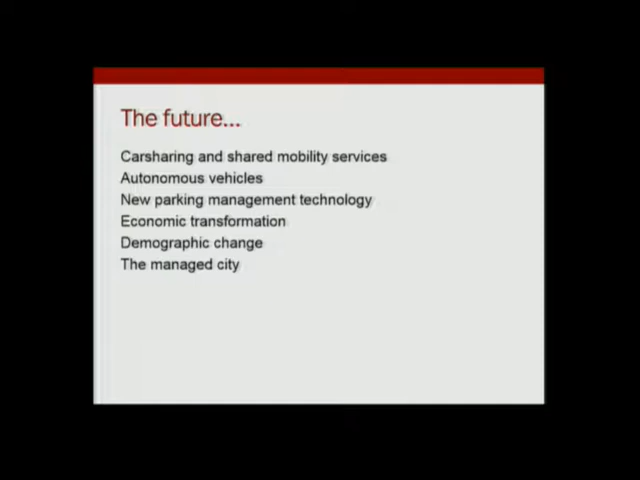 The future...
Carsharing and shared mobility services
Autonomous vehicles
New parking management technology
Economic transformation
Demographic change
The managed city